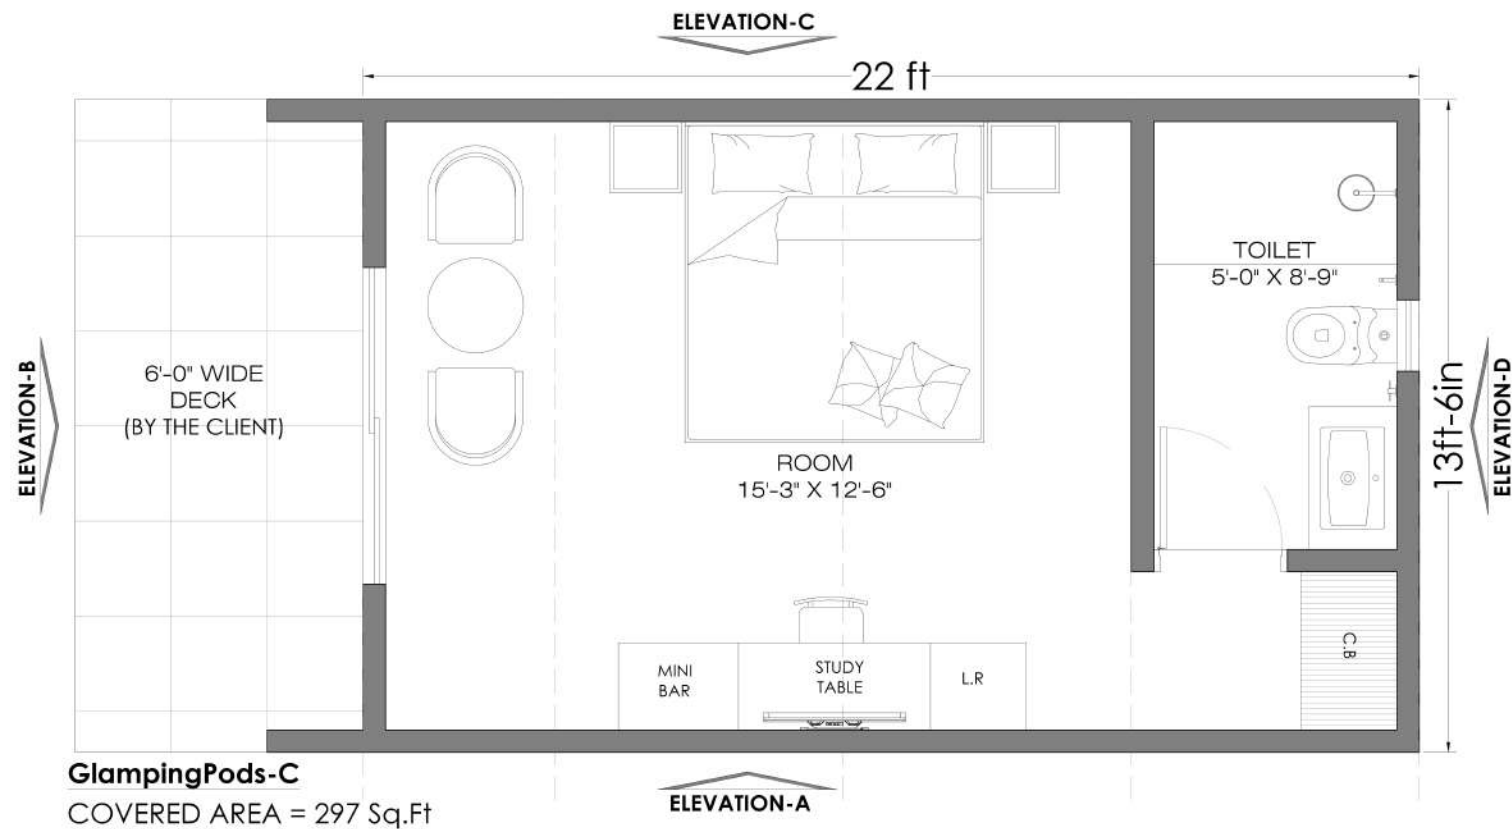 ELEVATION-C
22 ft
TOILET
5'-0" X 8'-9"
ELEVATION-B
6'-0" WIDE
DECK
(BY THE CLIENT)
13ft-6in
ELEVATION-D
ROOM
15'-3" X 12'-6"
MINI
BAR
STUDY
TABLE
L.R
C.B
GlampingPods-C
COVERED AREA = 297 Sq.Ft
ELEVATION-A